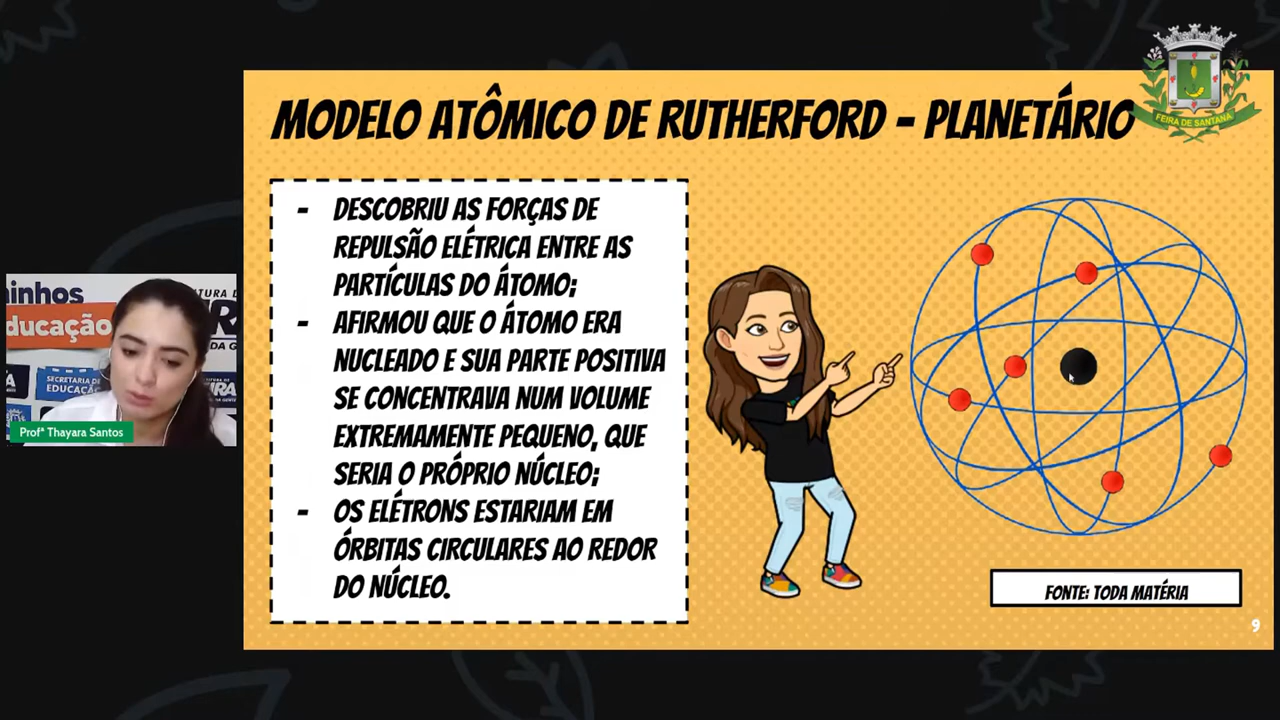 FEIRA DE SANTANA
MODELO ATÔMICO DE RUTHERFORD - PLANETÁRIO
- DESCOBRIU AS FORÇAS DE
REPULSÃO ELÉTRICA ENTRE AS
PARTÍCULAS DO ÁTOMO;
- AFIRMOU QUE O ÁTOMO ERA
NUCLEADO E SUA PARTE POSITIVA
SE CONCENTRAVA NUM VOLUME
EXTREMAMENTE PEQUENO, QUE
SERIA O PRÓPRIO NÚCLEO;
- OS ELÉTRONS ESTARIAM EM
ÓRBITAS CIRCULARES AO REDOR
DO NÚCLEO.
FONTE: TODA MATÉRIA
9
inhos
ducação
SECRETARIA DE
EDUCAÇÃO
Profª Thayara Santos